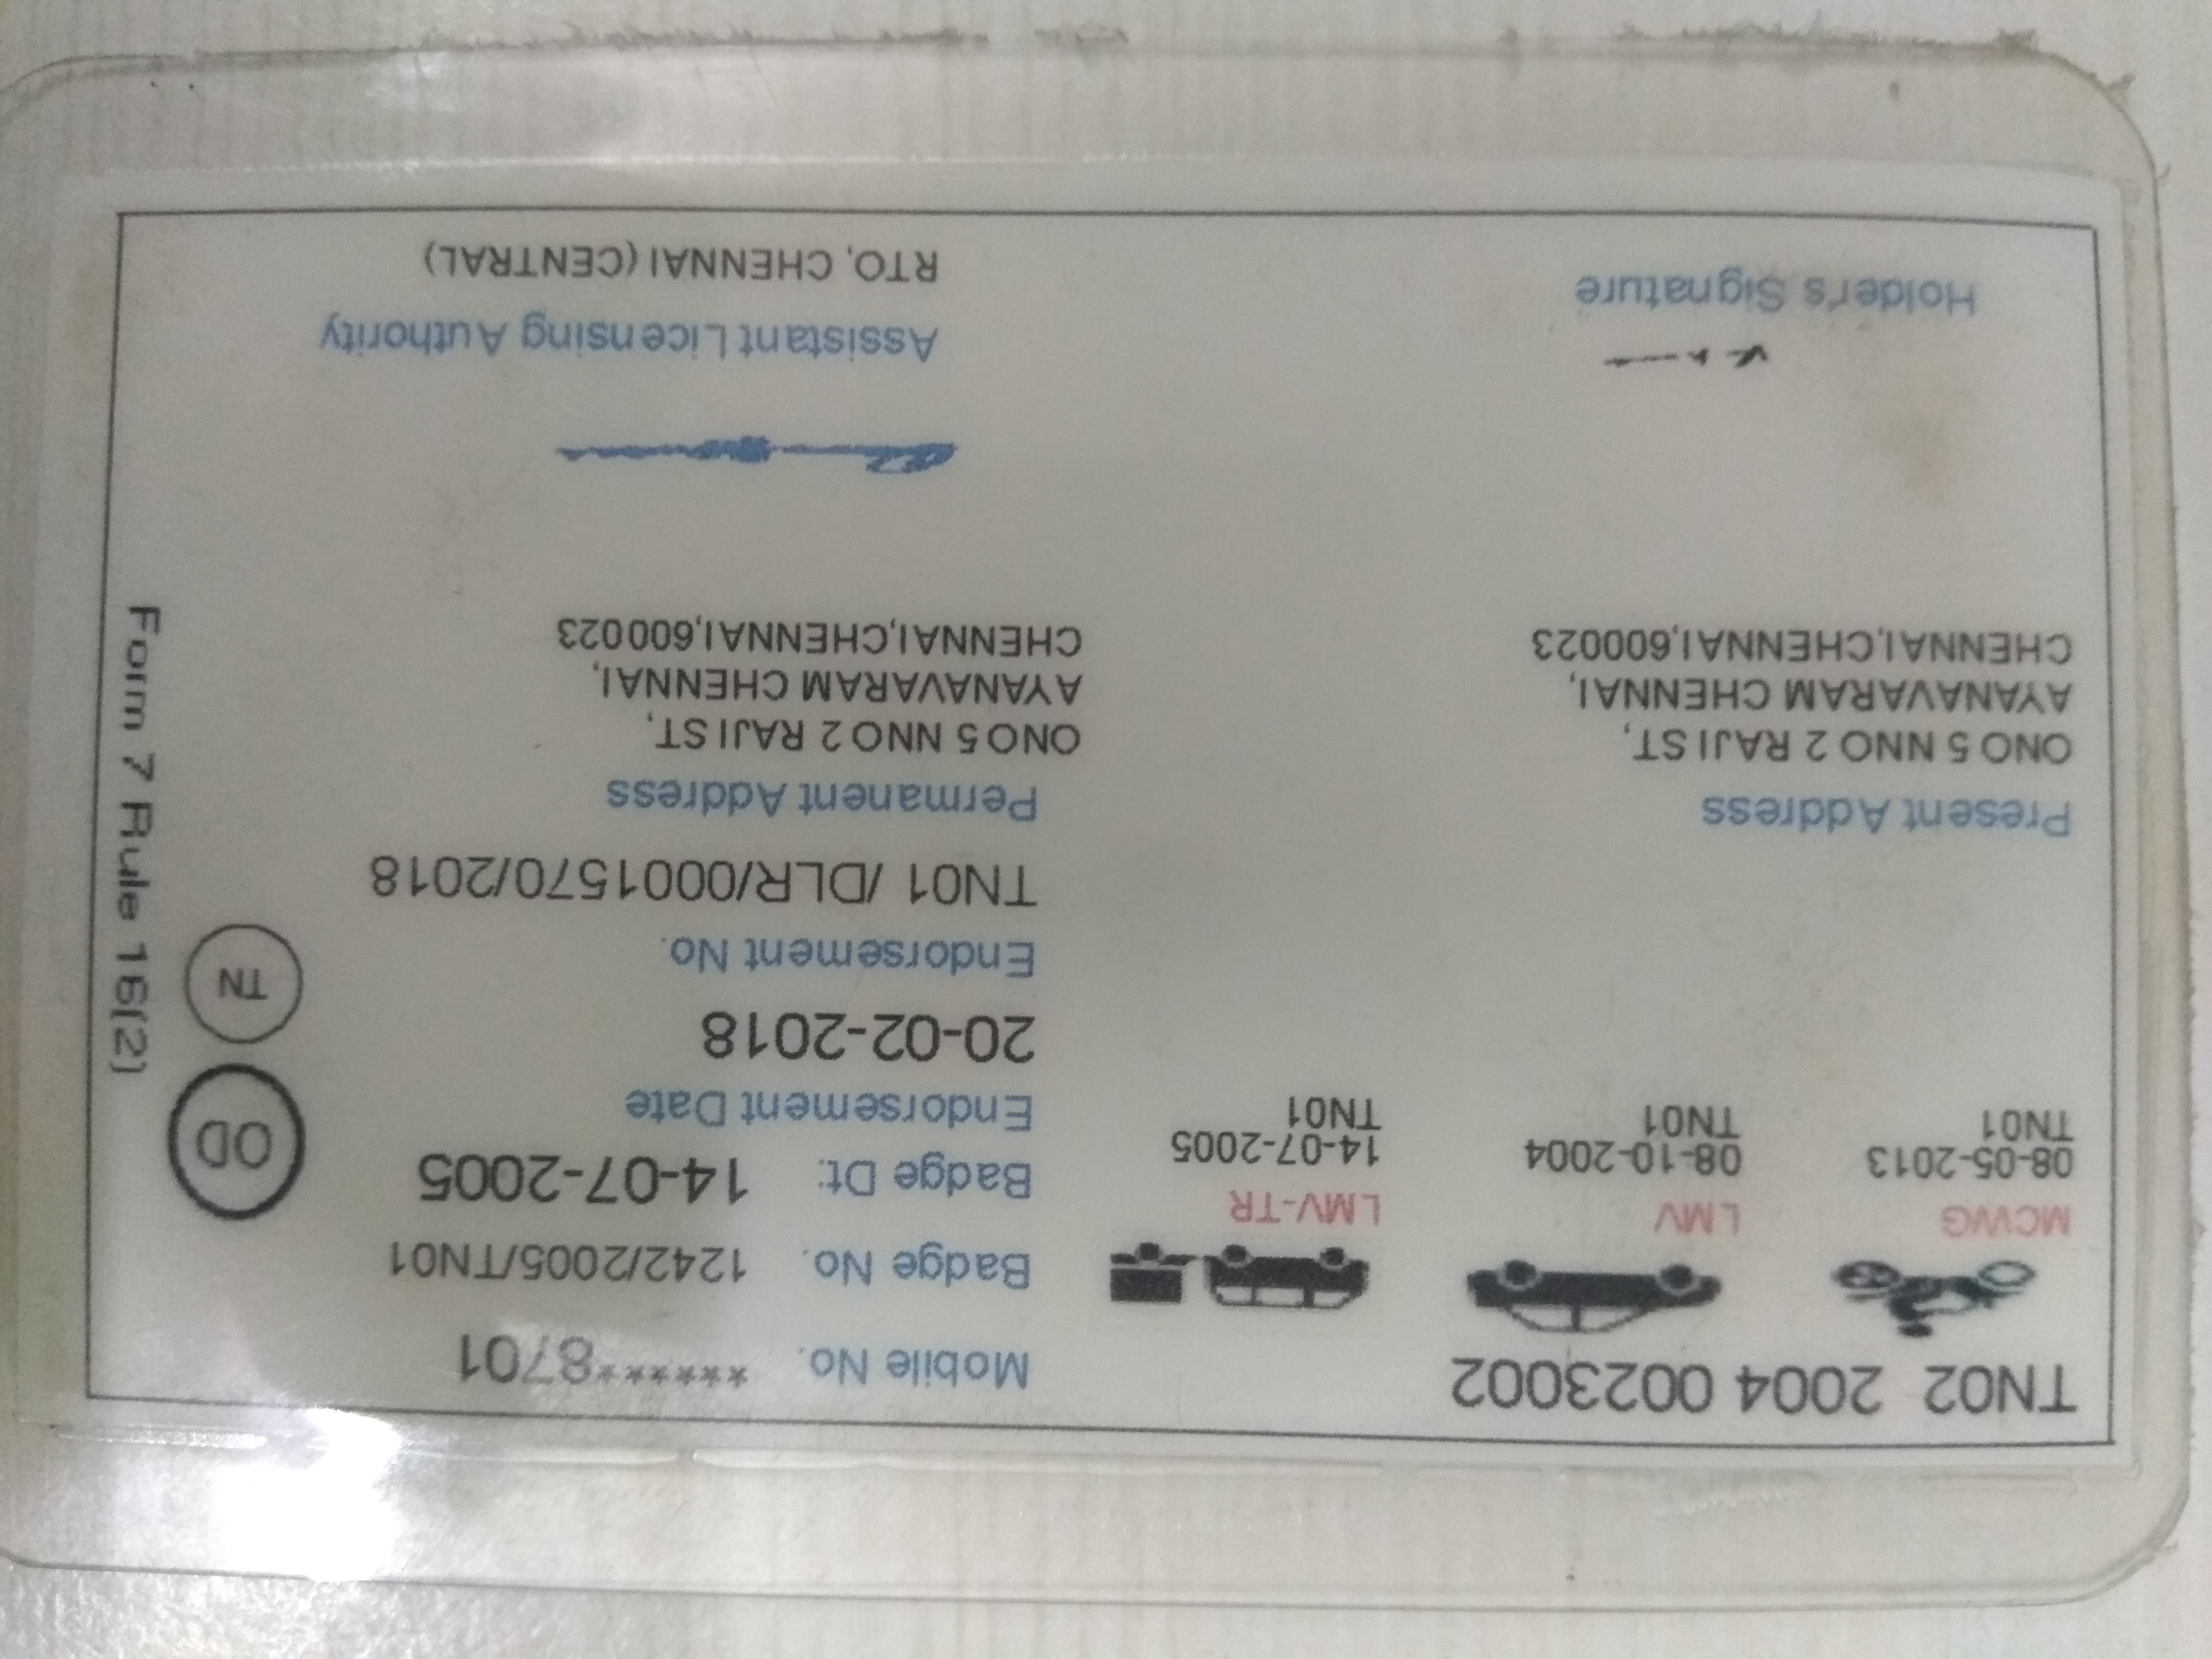 TN02 2004 0023002
MCWG
08-05-2013
TN01
LMV
08-10-2004
TN01
LMV-TR
14-07-2005
TN01
Present Address
ONO 5 NNO 2 RAJI ST,
AYANAVARAM CHENNAI,
CHENNAI,CHENNAI,600023
Holder's Signature
Mobile No. ******8701
Badge No. 1242/2005/TN01
Badge Dt: 14-07-2005
Endorsement Date
20-02-2018
Endorsement No.
TN01 /DLR/0001570/2018
Permanent Address
ONO 5 NNO 2 RAJI ST,
AYANAVARAM CHENNAI,
CHENNAI,CHENNAI,600023
Assistant Licensing Authority
RTO, CHENNAI (CENTRAL)
OD
TN
Form 7 Rule 16(2)